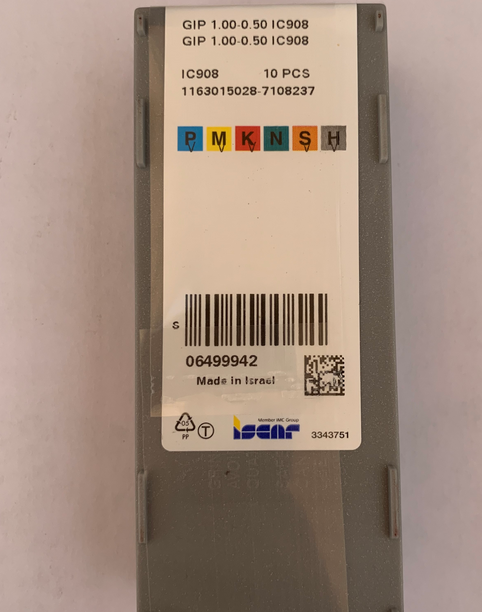 GIP 1.00-0.50 IC908
GIP 1.00-0.50 IC908
IC908 10 PCS
1163015028-7108237
P M K N S H
S
06499942
Made in Israel
Member IMC Group
iscar
05
PP
T
3343751